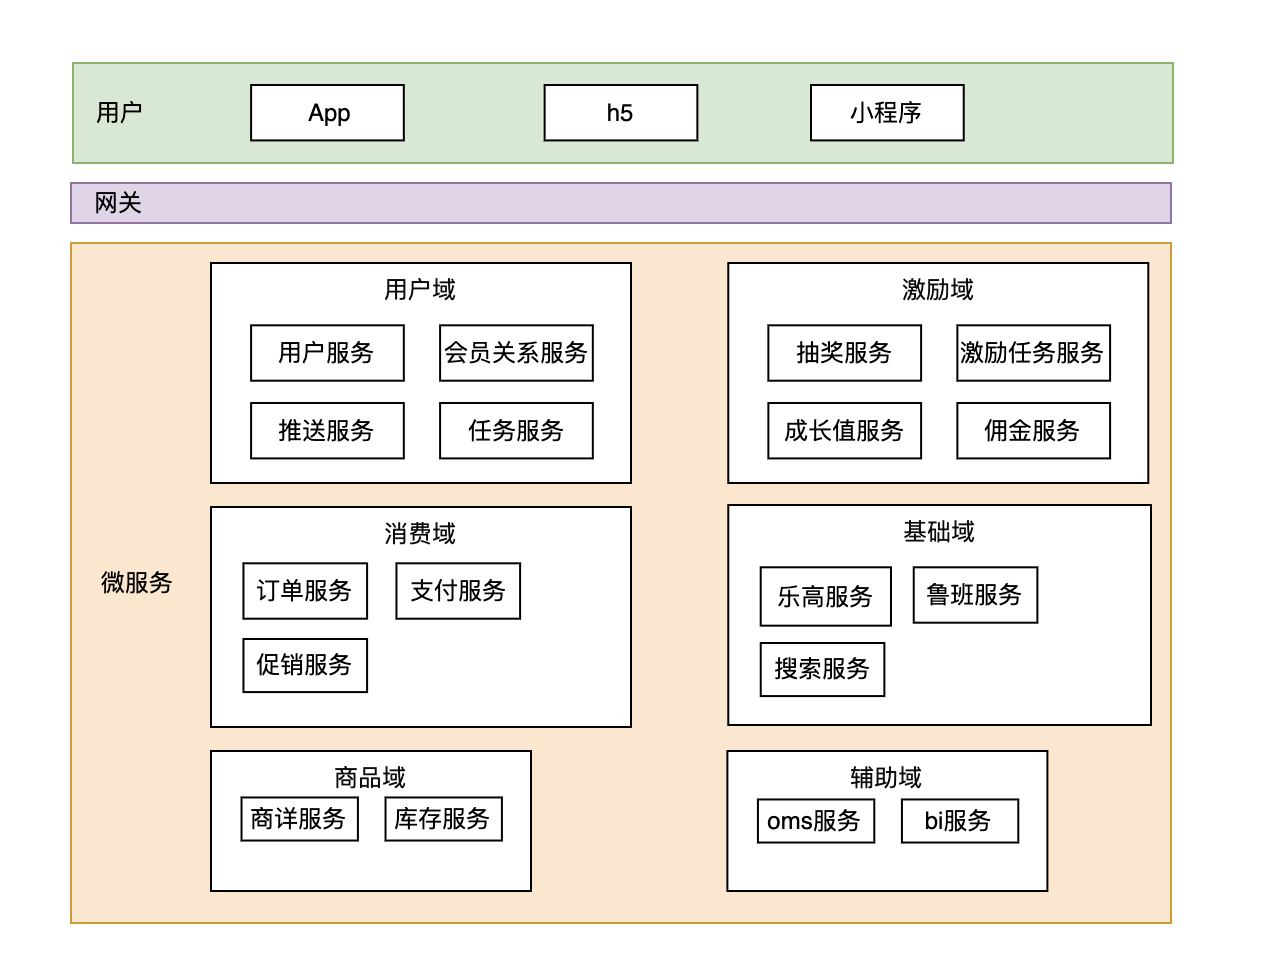 用户
App
h5
小程序
网关
微服务
用户域
用户服务
会员关系服务
推送服务
任务服务
激励域
抽奖服务
激励任务服务
成长值服务
佣金服务
消费域
订单服务
支付服务
促销服务
基础域
乐高服务
鲁班服务
搜索服务
商品域
商详服务
库存服务
辅助域
oms服务
bi服务